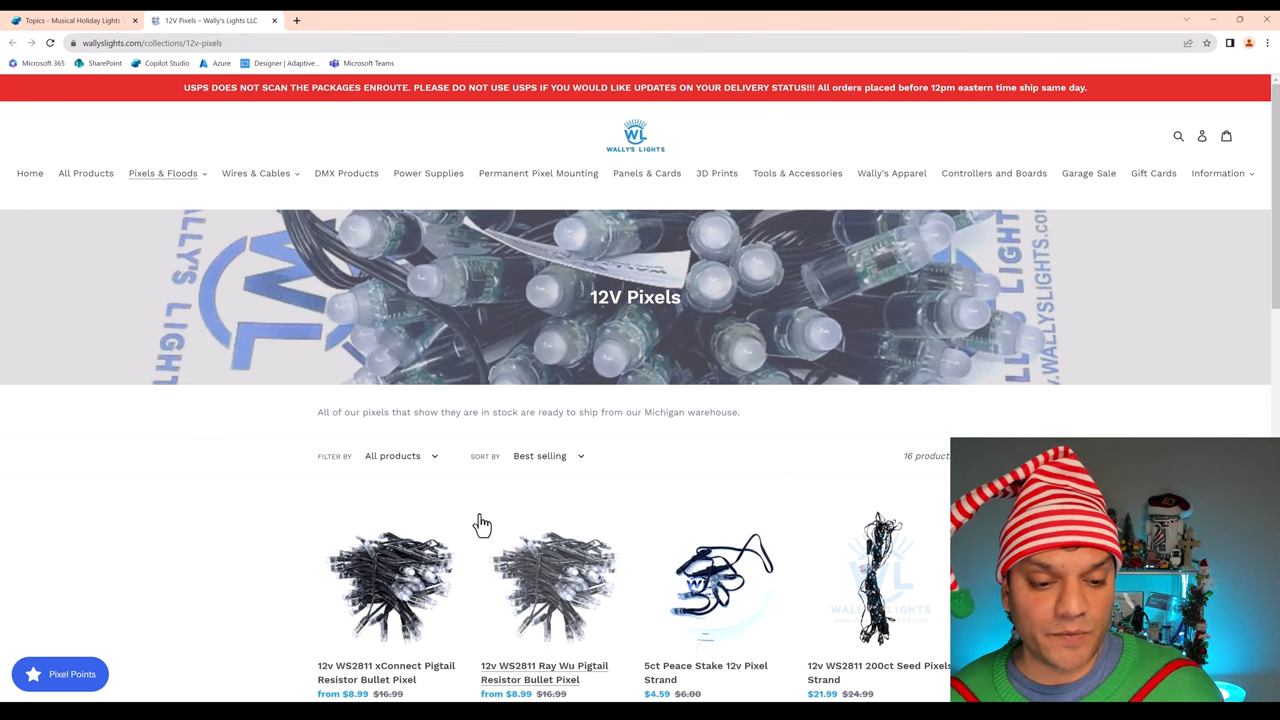 Topics - Musical Holiday Lights
12V Pixels – Wally's Lights LLC
wallyslights.com/collections/12v-pixels
Microsoft 365
SharePoint
Copilot Studio
Azure
Designer | Adaptive...
Microsoft Teams
USPS DOES NOT SCAN THE PACKAGES ENROUTE. PLEASE DO NOT USE USPS IF YOU WOULD LIKE UPDATES ON YOUR DELIVERY STATUS!!! All orders placed before 12pm eastern time ship same day.
WL
WALLY'S LIGHTS
Home
All Products
Pixels & Floods
Wires & Cables
DMX Products
Power Supplies
Permanent Pixel Mounting
Panels & Cards
3D Prints
Tools & Accessories
Wally's Apparel
Controllers and Boards
Garage Sale
Gift Cards
Information
12V Pixels
All of our pixels that show they are in stock are ready to ship from our Michigan warehouse.
FILTER BY
All products
SORT BY
Best selling
16 product
12v WS2811 xConnect Pigtail
Resistor Bullet Pixel
from $8.99 $16.99
12v WS2811 Ray Wu Pigtail
Resistor Bullet Pixel
from $8.99 $16.99
5ct Peace Stake 12v Pixel
Strand
$4.59 $6.00
12v WS2811 200ct Seed Pixels
Strand
$21.99 $24.99
Pixel Points